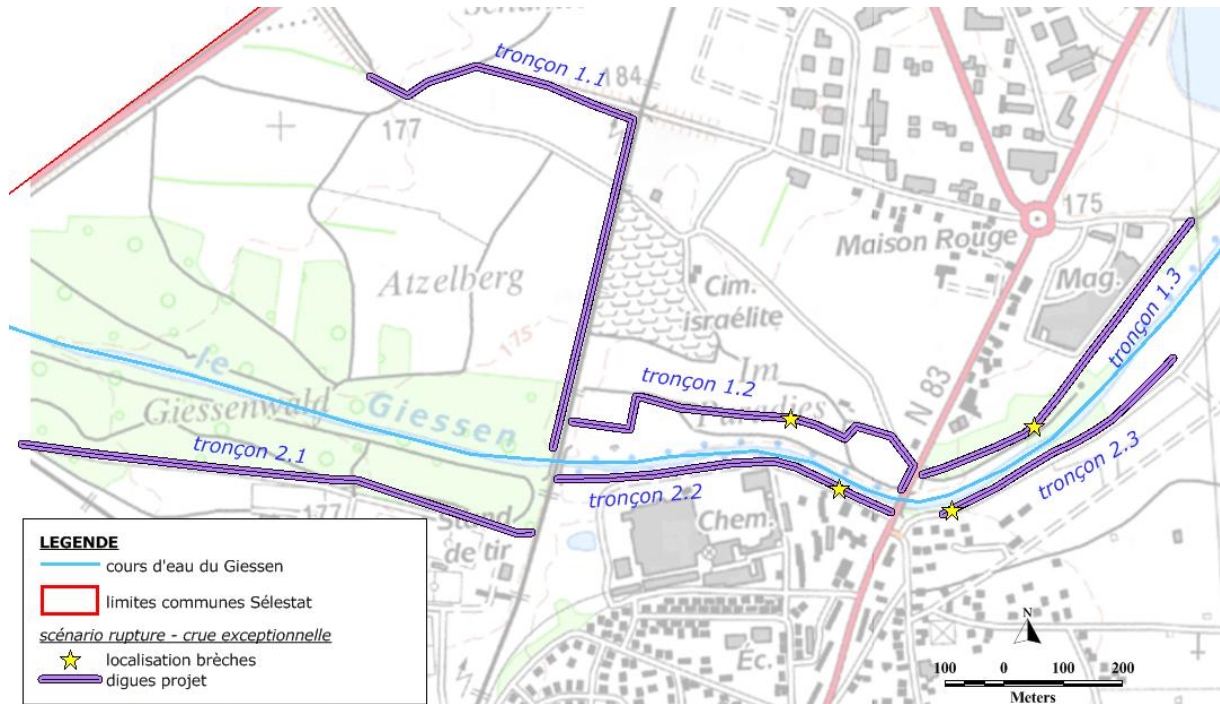 tronçon 1.1
184
177
175
Maison Rouge
Mag.
Atzelberg
Cim.
israélite
175
tronçon 1.3
tronçon 1.2
Im
Paradies
N 83
le
Giessen
Giessenwald
tronçon 2.1
tronçon 2.2
tronçon 2.3
177
Stand
de tir
Chem.
Éc.
LEGENDE
cours d'eau du Giessen
limites communes Sélestat
scénario rupture - crue exceptionnelle
localisation brèches
digues projet
N
100 0 100 200
Meters